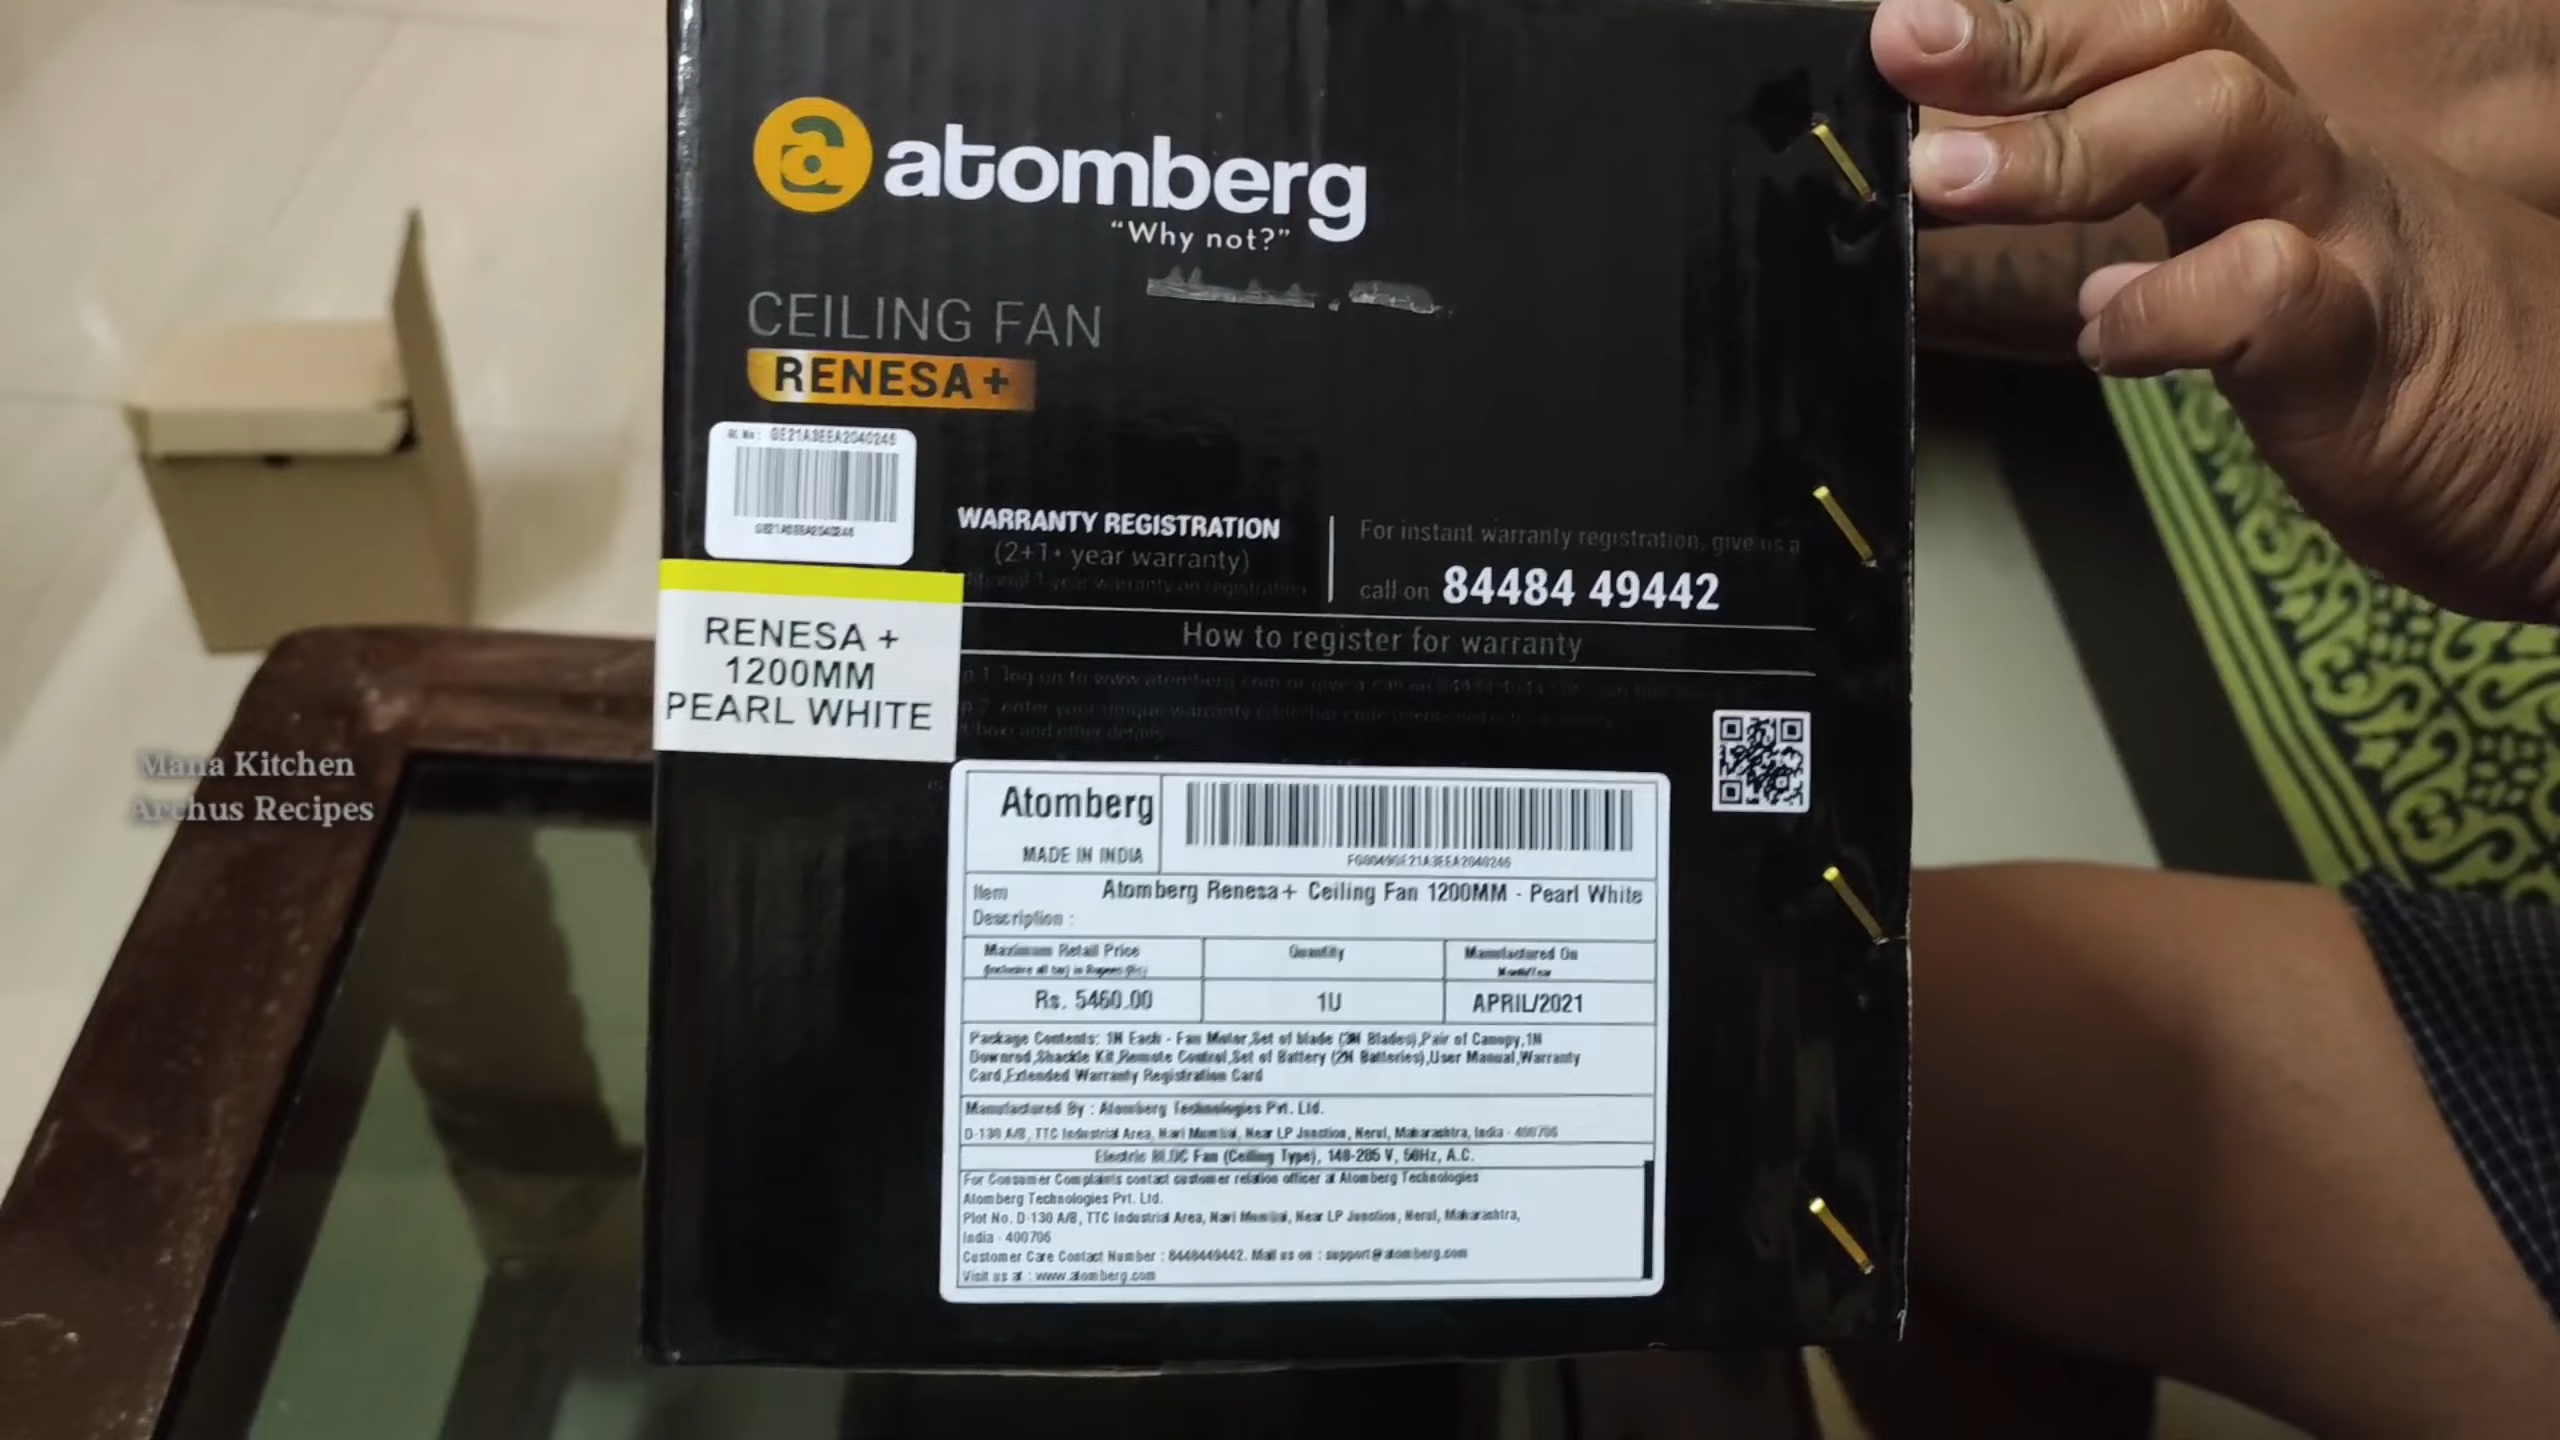 atomberg
"Why not?"
CEILING FAN
RENESA+
GE21A3EEA2040246
WARRANTY REGISTRATION
(2+1* year warranty)
1 year warranty on registration
For instant warranty registration, give us a
call on 84484 49442
How to register for warranty
RENESA +
1200MM
PEARL WHITE
Mana Kitchen
Archus Recipes
Atomberg
MADE IN INDIA
FG00490E21A3EEA2040246
Item Description :
Atomberg Renesa+ Ceiling Fan 1200MM - Pearl White
Maximum Retail Price
(Inclusive all tax) in Rupees (Rs.)
Quantity
Manufactured On
Month/Year
Rs. 5460.00
1U
APRIL/2021
Package Contents: 1N Each - Fan Motor,Set of blade (3N Blades),Pair of Canopy,1N
Downrod,Shackle Kit,Remote Control,Set of Battery (2N Batteries),User Manual,Warranty
Card,Extended Warranty Registration Card
Manufactured By : Atomberg Technologies Pvt. Ltd.
D-130 A/B, TTC Industrial Area, Navi Mumbai, Near LP Junction, Nerul, Maharashtra, India - 400706
Electric BLDC Fan (Ceiling Type), 140-285 V, 50Hz, A.C.
For Consumer Complaints contact customer relation officer at Atomberg Technologies
Atomberg Technologies Pvt. Ltd.
Plot No. D-130 A/B, TTC Industrial Area, Navi Mumbai, Near LP Junction, Nerul, Maharashtra,
India - 400706
Customer Care Contact Number : 8448449442. Mail us on : support@atomberg.com
Visit us at : www.atomberg.com